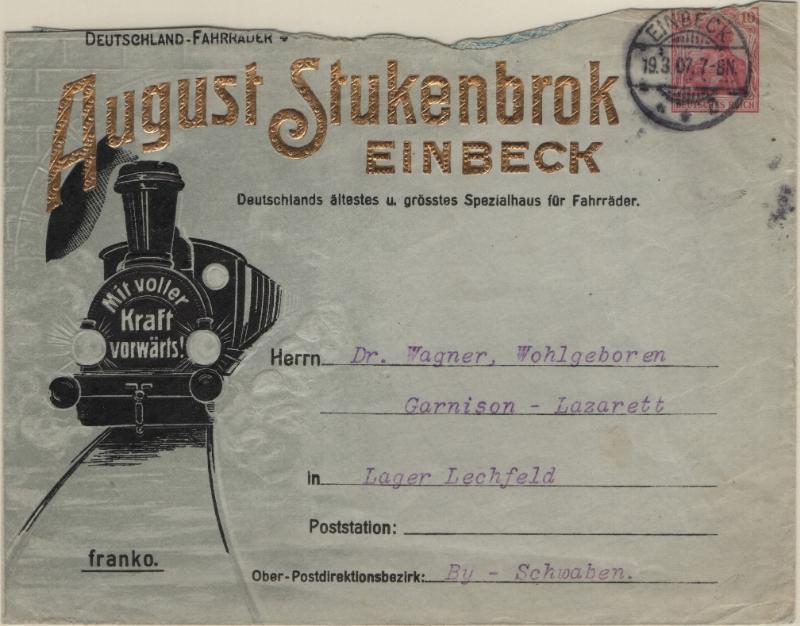 DEUTSCHLAND-FAHRRÄDER
August Stukenbrok
EINBECK
Deutschlands ältestes u. grösstes Spezialhaus für Fahrräder.
EINBECK
19.3.07. 7-8N.
10
DEUTSCHES REICH
Mit voller
Kraft
vorwärts!
Herrn Dr. Wagner, Wohlgeboren
Garnison - Lazarett
In Lager Lechfeld
Poststation:
franko.
Ober-Postdirektionsbezirk: By - Schwaben.